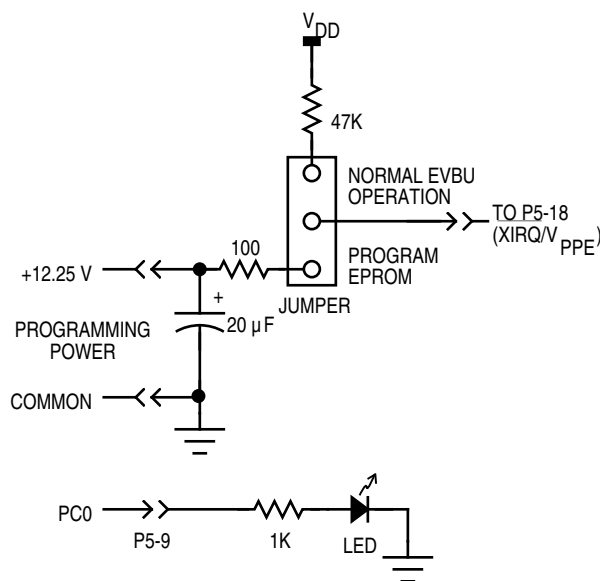 VDD
47K
NORMAL EVBU
OPERATION
TO P5-18
(XIRQ/VPPE)
100
PROGRAM
EPROM
+12.25 V
JUMPER
+
20 µF
PROGRAMMING
POWER
COMMON
PC0
P5-9
1K
LED